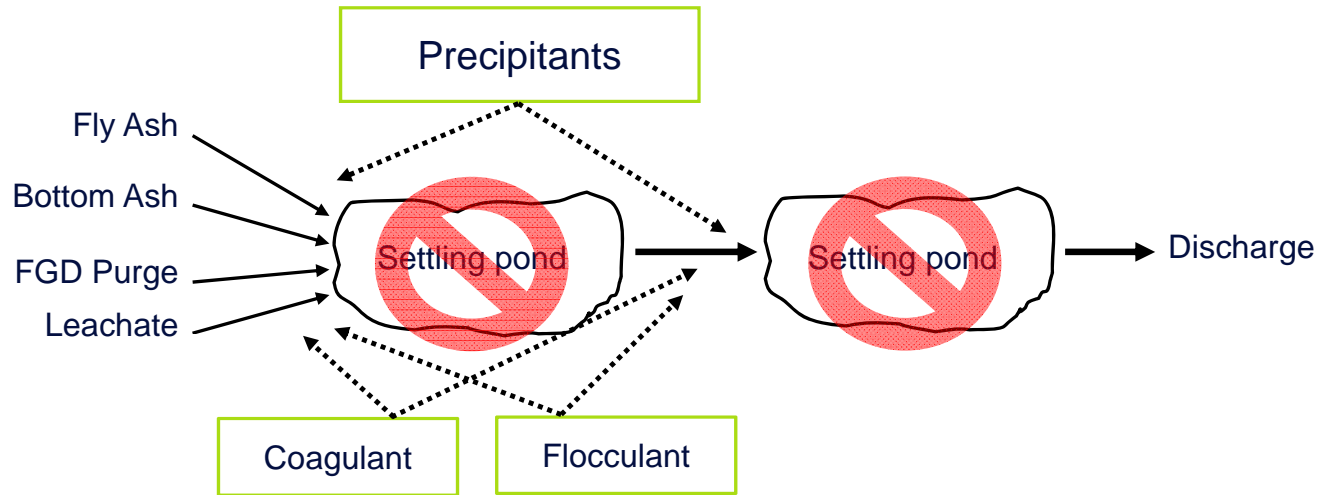 Precipitants
Fly Ash
Bottom Ash
FGD Purge
Leachate
Settling pond
Settling pond
Discharge
Coagulant
Flocculant